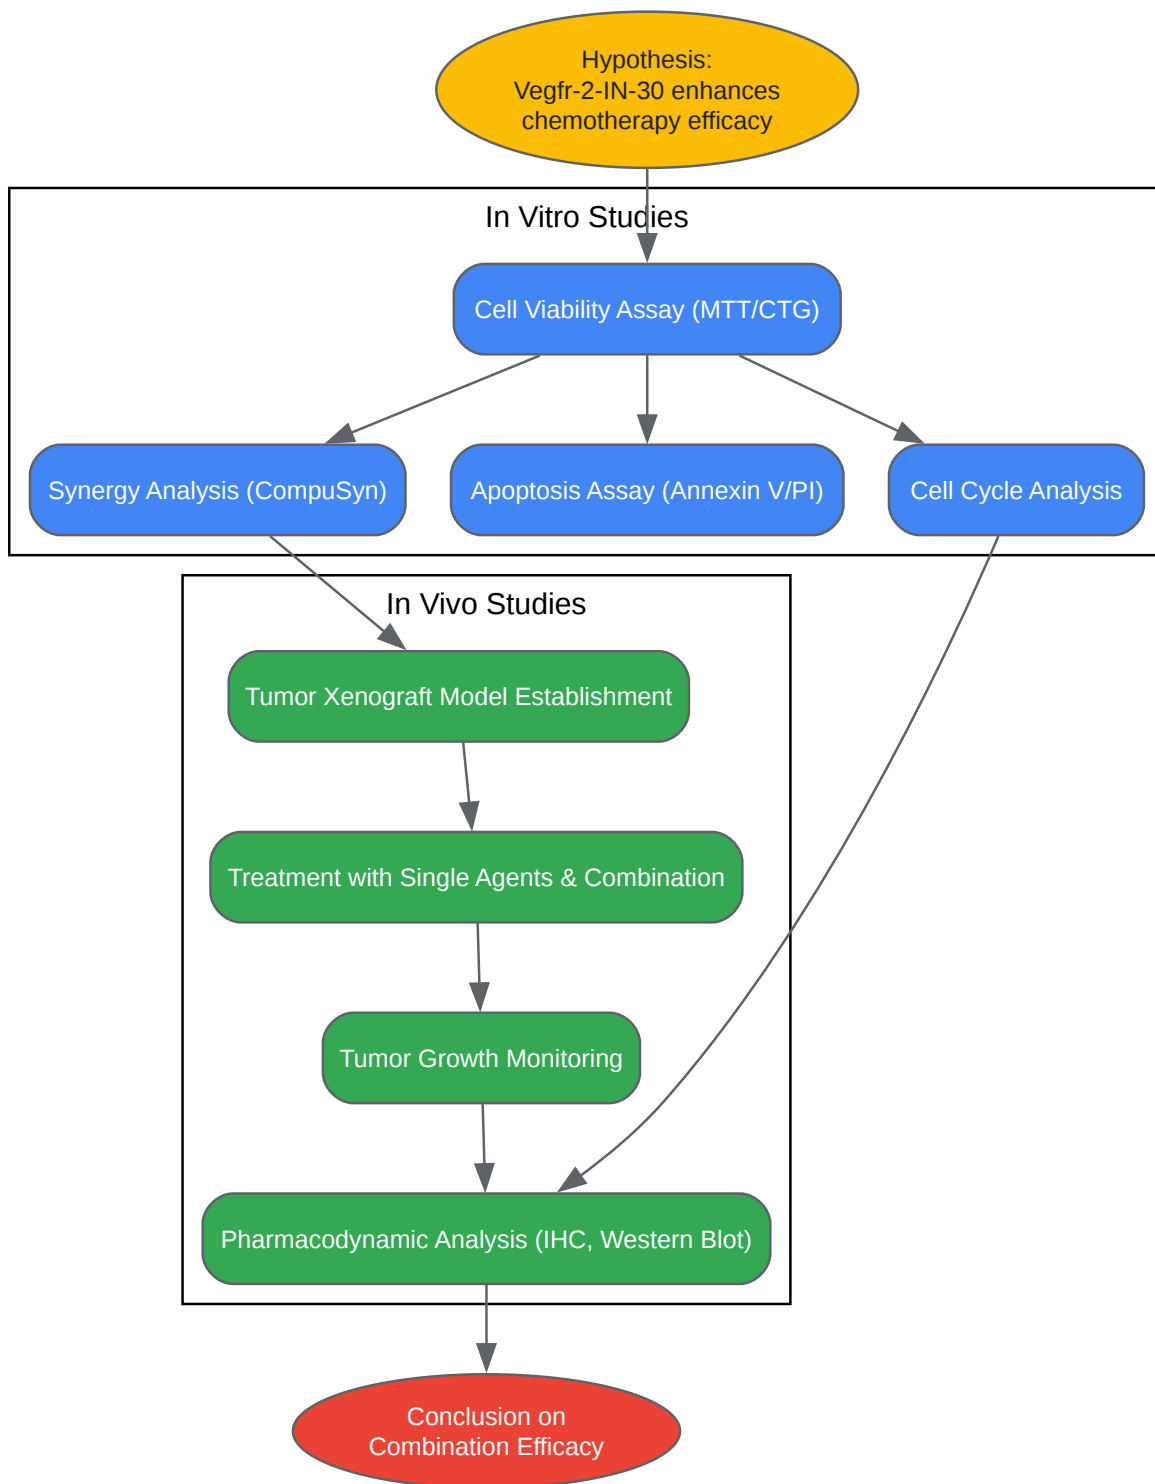 Hypothesis:
Vegfr-2-IN-30 enhances
chemotherapy efficacy
In Vitro Studies
Cell Viability Assay (MTT/CTG)
Synergy Analysis (CompuSyn)
Apoptosis Assay (Annexin V/PI)
Cell Cycle Analysis
In Vivo Studies
Tumor Xenograft Model Establishment
Treatment with Single Agents & Combination
Tumor Growth Monitoring
Pharmacodynamic Analysis (IHC, Western Blot)
Conclusion on
Combination Efficacy